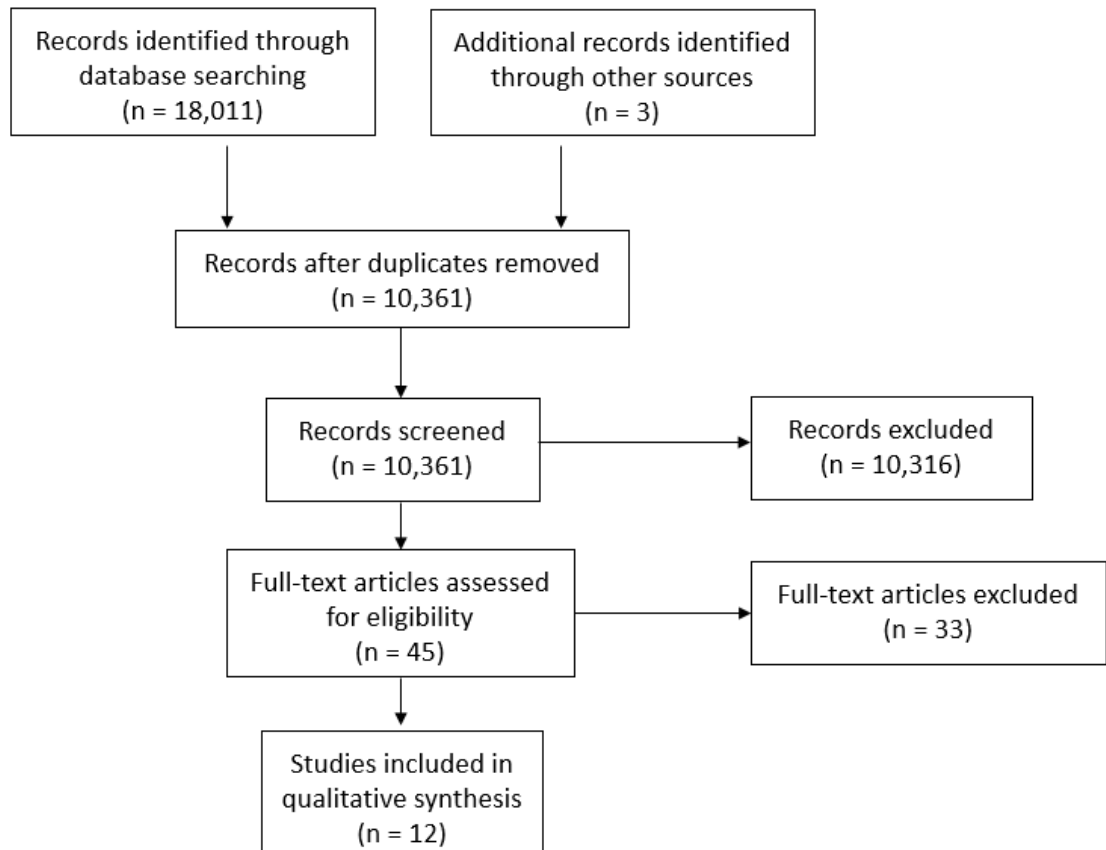 Records identified through
database searching
(n = 18,011)
Additional records identified
through other sources
(n = 3)
Records after duplicates removed
(n = 10,361)
Records screened
(n = 10,361)
Records excluded
(n = 10,316)
Full-text articles assessed
for eligibility
(n = 45)
Full-text articles excluded
(n = 33)
Studies included in
qualitative synthesis
(n = 12)